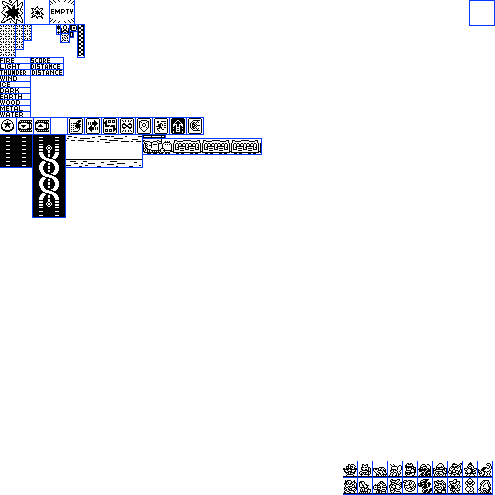 EMPTY
FIRE SCORE
LIGHT DISTANCE
THUNDER DISTANCE
WIND
ICE
DARK
EARTH
WOOD
METAL
WATER